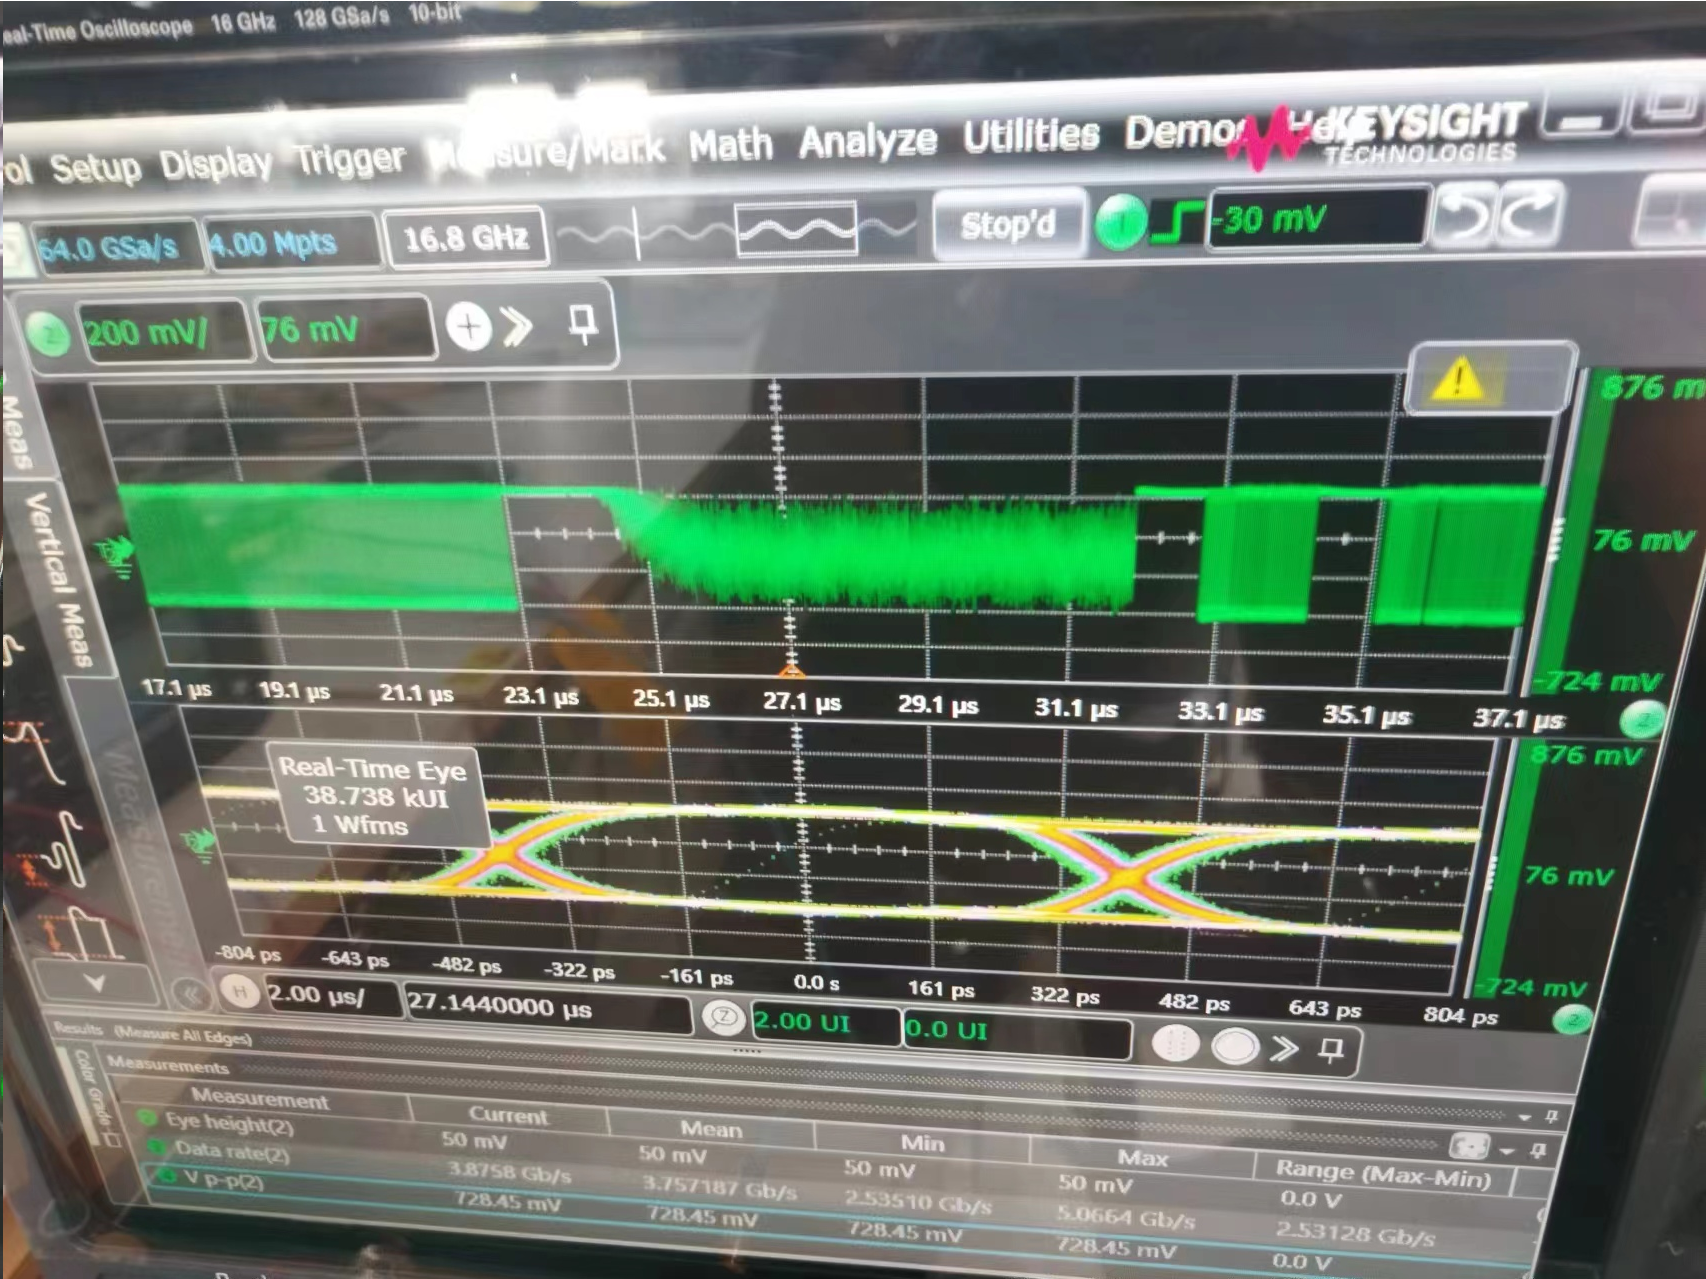 eal-Time Oscilloscope 16 GHz 128 GSa/s 10-bit
ol Setup Display Trigger Measure/Mark Math Analyze Utilities Demos Help
KEYSIGHT
TECHNOLOGIES
64.0 GSa/s 4.00 Mpts 16.8 GHz Stop'd 1 -30 mV
2 200 mV/ 76 mV
876 m
76 mV
-724 mV
Meas
Vertical Meas
17.1 µs 19.1 µs 21.1 µs 23.1 µs 25.1 µs 27.1 µs 29.1 µs 31.1 µs 33.1 µs 35.1 µs 37.1 µs
2
Real-Time Eye
38.738 kUI
1 Wfms
876 mV
76 mV
-724 mV
2
-804 ps -643 ps -482 ps -322 ps -161 ps 0.0 s 161 ps 322 ps 482 ps 643 ps 804 ps
H 2.00 µs/ 27.1440000 µs Z 2.00 UI 0.0 UI
Results (Measure All Edges)
Color Grade
Measurements
Measurement Current Mean Min Max Range (Max-Min)
Eye height(2) 50 mV 50 mV 50 mV 50 mV 0.0 V
Data rate(2) 3.8758 Gb/s 3.757187 Gb/s 2.53510 Gb/s 5.0664 Gb/s 2.53128 Gb/s
V p-p(2) 728.45 mV 728.45 mV 728.45 mV 728.45 mV 0.0 V